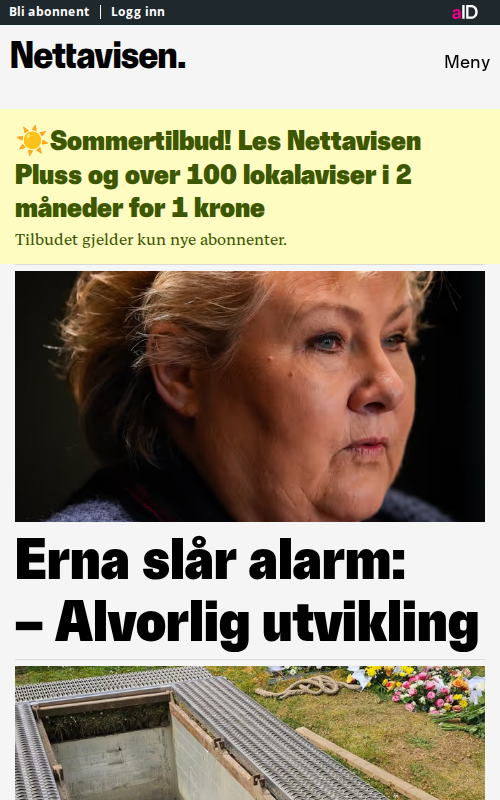 Bli abonnent | Logg inn
aID
Nettavisen.
Meny
☀️Sommertilbud! Les Nettavisen
Pluss og over 100 lokalaviser i 2
måneder for 1 krone
Tilbudet gjelder kun nye abonnenter.
Erna slår alarm:
– Alvorlig utvikling